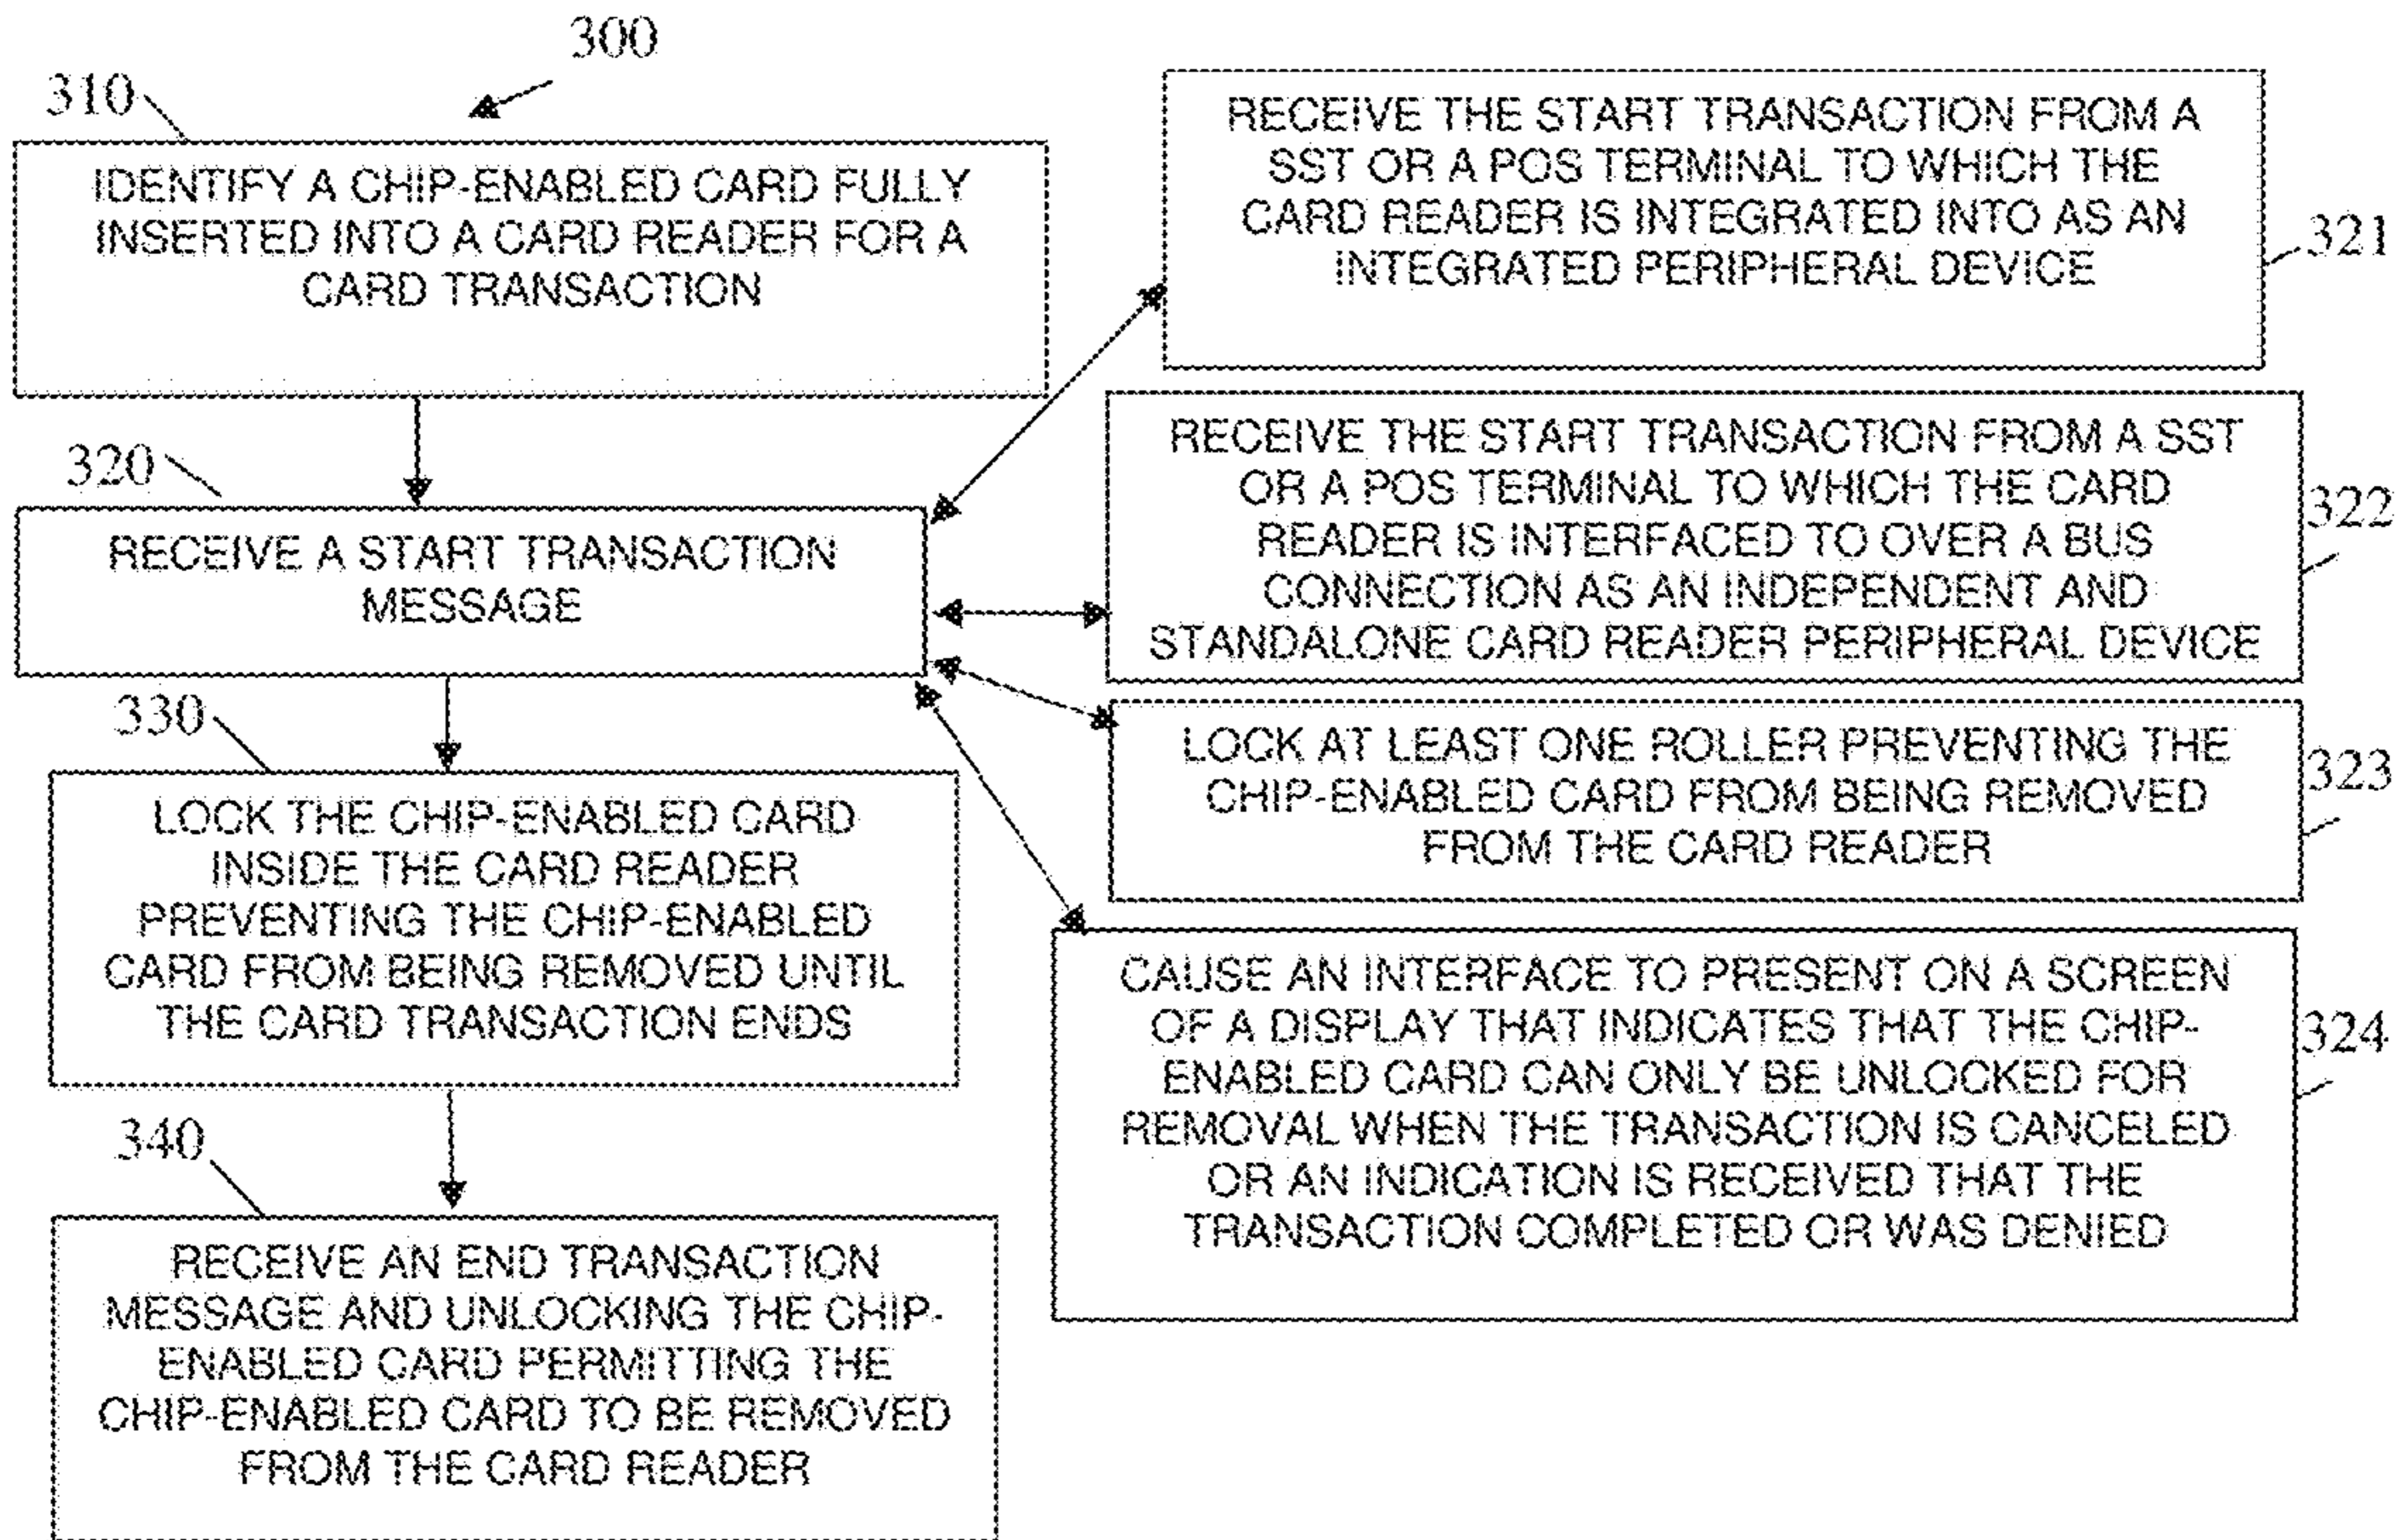 300
310
IDENTIFY A CHIP-ENABLED CARD FULLY
INSERTED INTO A CARD READER FOR A
CARD TRANSACTION
320
RECEIVE A START TRANSACTION
MESSAGE
330
LOCK THE CHIP-ENABLED CARD
INSIDE THE CARD READER
PREVENTING THE CHIP-ENABLED
CARD FROM BEING REMOVED UNTIL
THE CARD TRANSACTION ENDS
340
RECEIVE AN END TRANSACTION
MESSAGE AND UNLOCKING THE CHIP-
ENABLED CARD PERMITTING THE
CHIP-ENABLED CARD TO BE REMOVED
FROM THE CARD READER
RECEIVE THE START TRANSACTION FROM A
SST OR A POS TERMINAL TO WHICH THE
CARD READER IS INTEGRATED INTO AS AN
INTEGRATED PERIPHERAL DEVICE
321
RECEIVE THE START TRANSACTION FROM A SST
OR A POS TERMINAL TO WHICH THE CARD
READER IS INTERFACED TO OVER A BUS
CONNECTION AS AN INDEPENDENT AND
STANDALONE CARD READER PERIPHERAL DEVICE
322
LOCK AT LEAST ONE ROLLER PREVENTING THE
CHIP-ENABLED CARD FROM BEING REMOVED
FROM THE CARD READER
323
CAUSE AN INTERFACE TO PRESENT ON A SCREEN
OF A DISPLAY THAT INDICATES THAT THE CHIP-
ENABLED CARD CAN ONLY BE UNLOCKED FOR
REMOVAL WHEN THE TRANSACTION IS CANCELED
OR AN INDICATION IS RECEIVED THAT THE
TRANSACTION COMPLETED OR WAS DENIED
324